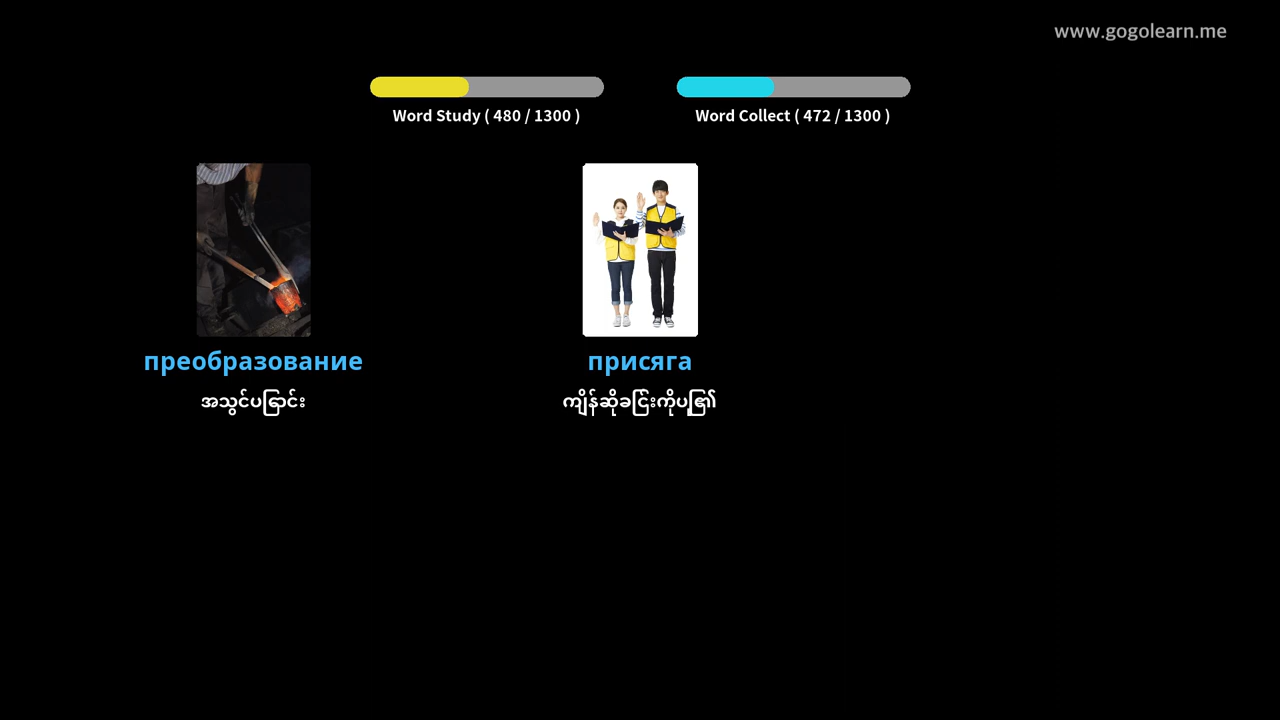 www.gogolearn.me
Word Study ( 480 / 1300 )
Word Collect ( 472 / 1300 )
преобразование
присяга
အသွင်ပြောင်း
ကျိန်ဆိုခြင်းကိုပြု၏